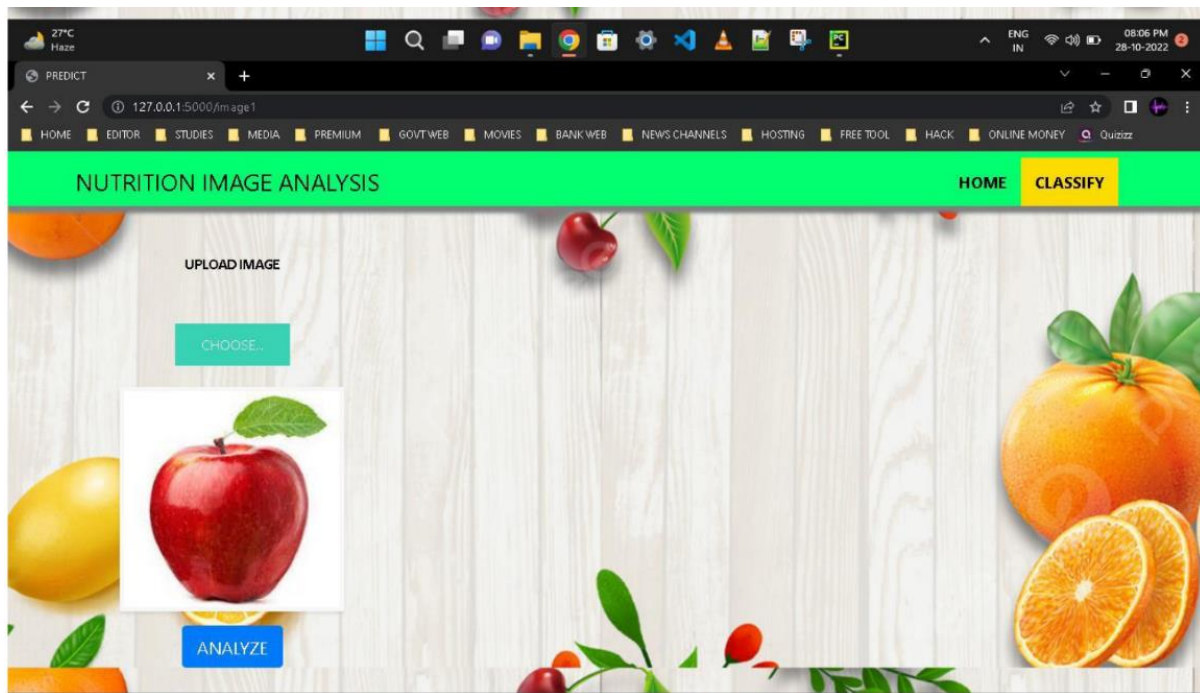 27°C
Haze
ENG
IN
08:06 PM
28-10-2022
2
PREDICT
127.0.0.1:5000/image1
HOME EDITOR STUDIES MEDIA PREMIUM GOVT WEB MOVIES BANK WEB NEWS CHANNELS HOSTING FREE TOOL HACK ONLINE MONEY Quizizz
NUTRITION IMAGE ANALYSIS HOME CLASSIFY
UPLOAD IMAGE
CHOOSE...
ANALYZE